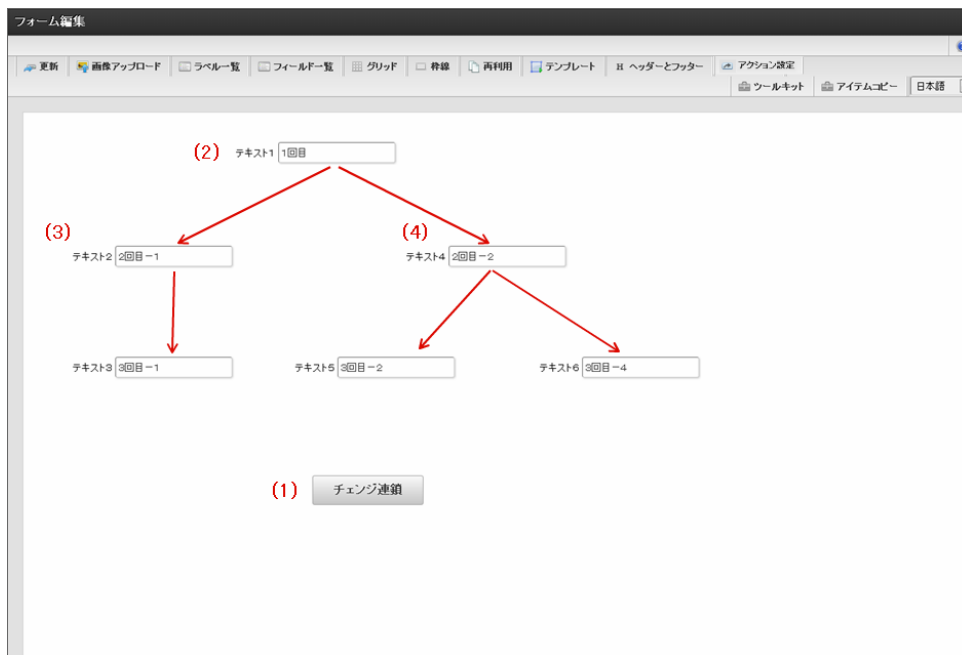 フォーム編集
更新 画像アップロード ラベル一覧 フィールド一覧 グリッド 枠線 再利用 テンプレート H ヘッダーとフッター アクション設定
ツールキット アイテムコピー 日本語
(2) テキスト1 1回目
(3) (4)
テキスト2 2回目－1 テキスト4 2回目－2
テキスト3 3回目－1 テキスト5 3回目－2 テキスト6 3回目－4
(1) チェンジ連鎖